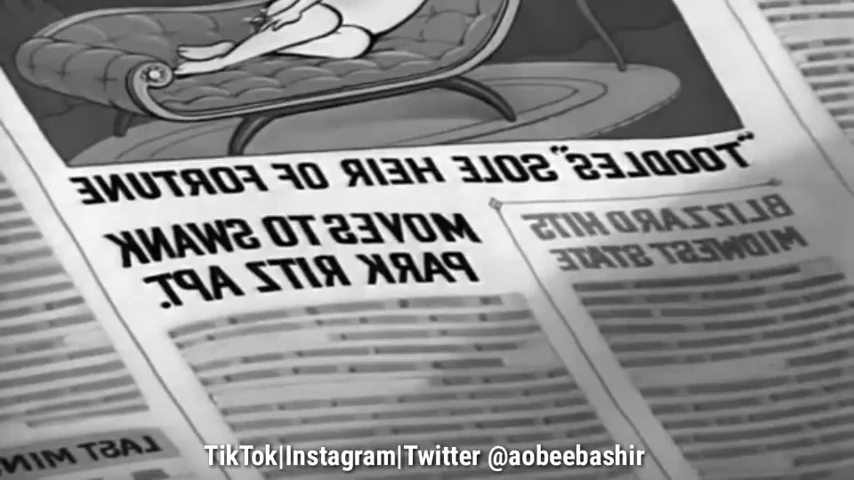 "TOODLES" SOLE HEIR OF FORTUNE
MOVES TO SWANK
PARK RITZ APT.
BLIZZARD HITS
MIDWEST STATE
LAST MIN
TikTok|Instagram|Twitter @aobeebashir